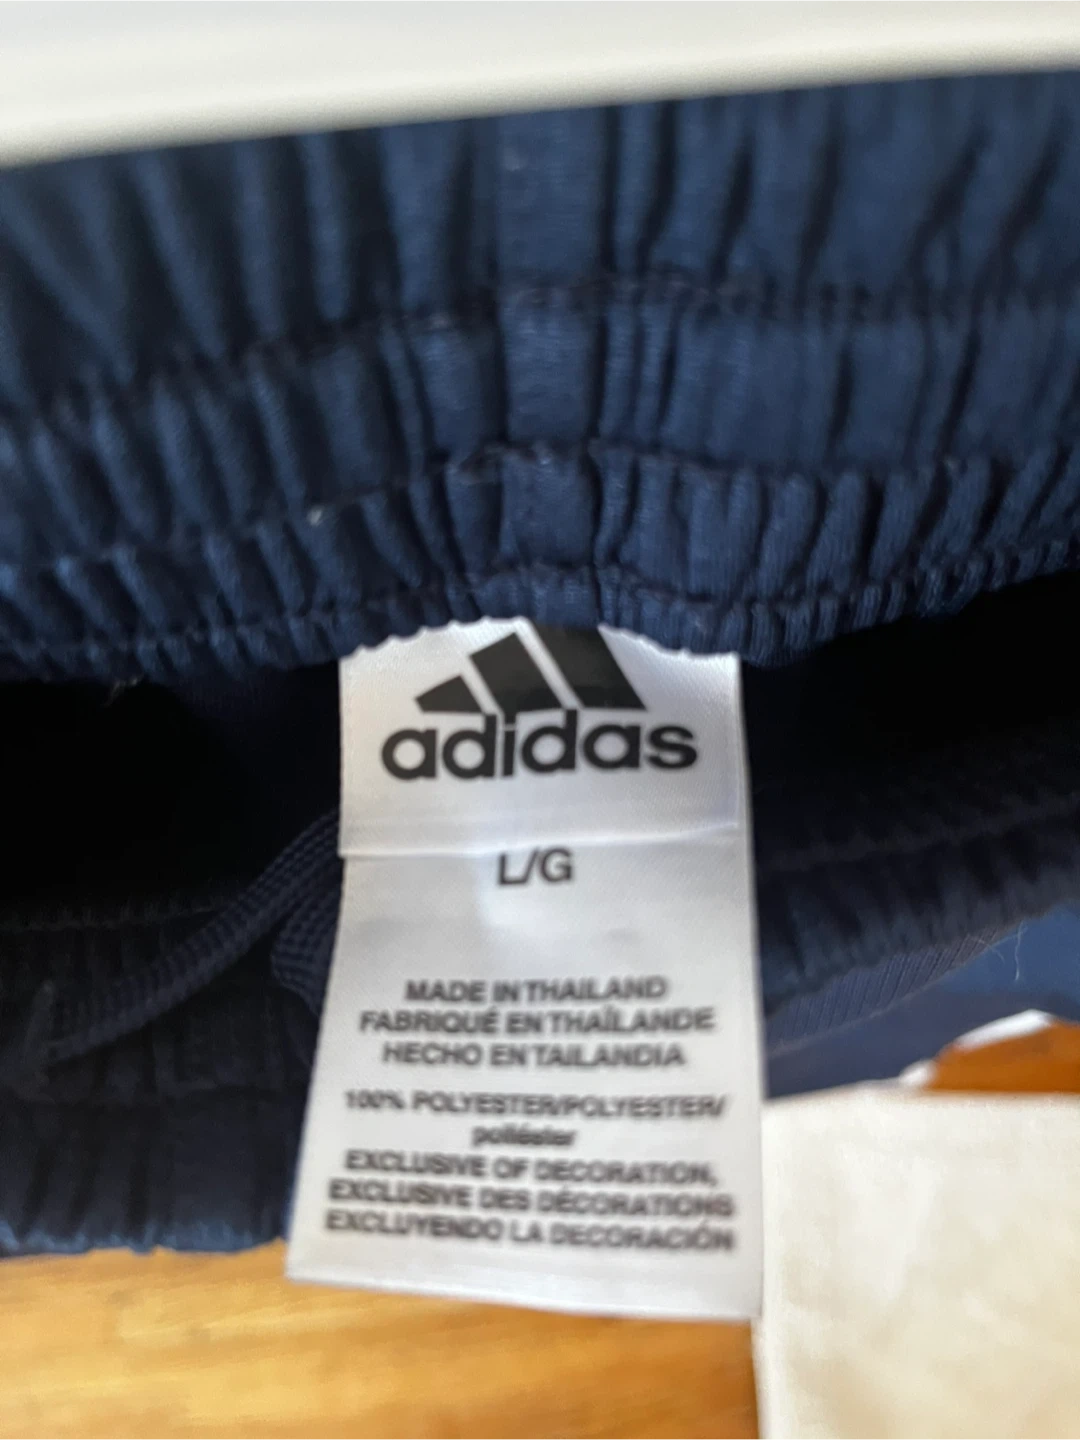 adidas
L/G
MADE IN THAILAND
FABRIQUÉ EN THAÏLANDE
HECHO EN TAILANDIA
100% POLYESTER/POLYESTER/
poliéster
EXCLUSIVE OF DECORATION,
EXCLUSIVE DES DÉCORATIONS
EXCLUYENDO LA DECORACIÓN